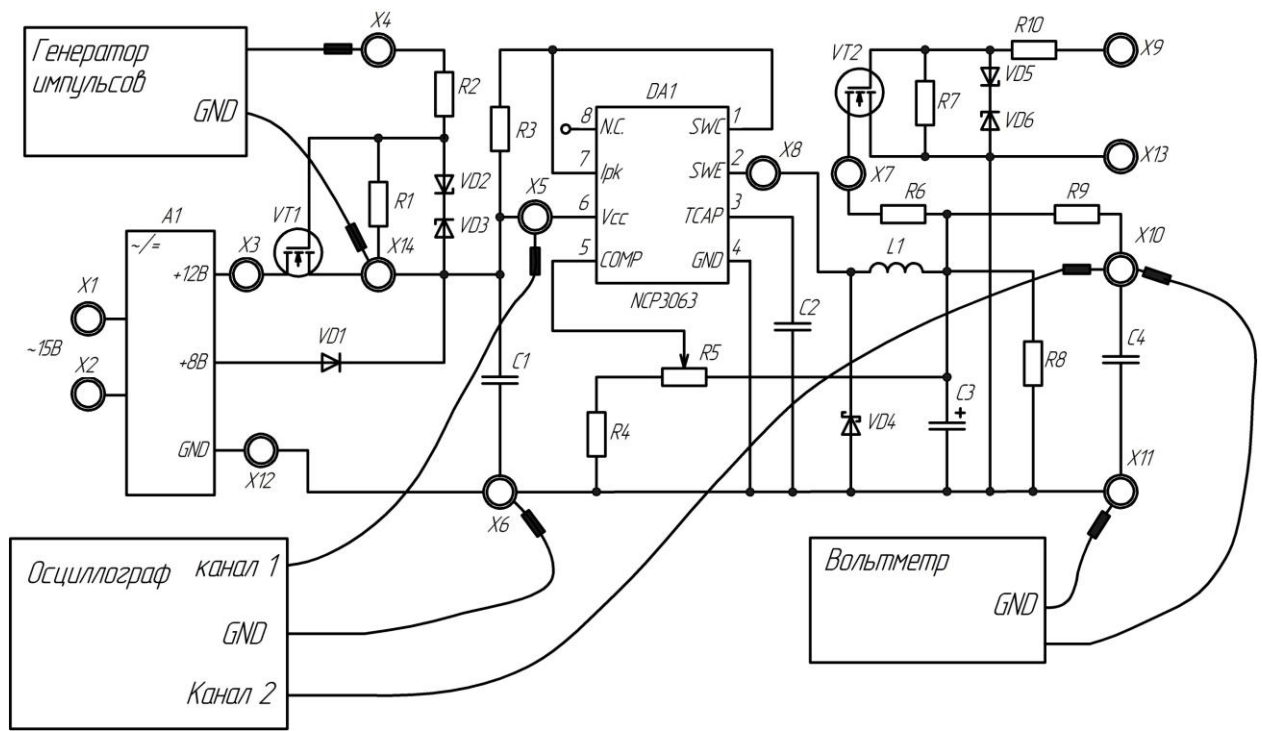 Генератор
импульсов
GND
X4
R2
R3
R1
VD2
VD3
VT1
X14
X3
A1
~/=
+12В
+8В
GND
X1
~15В
X2
VD1
X12
X5
C1
X6
DA1
8 N.C. SWC 1
7 Ipk SWE 2
6 Vcc TCAP 3
5 COMP GND 4
NCP3063
X8
R4
R5
C2
VD4
L1
C3
+
VT2
R7
R10
VD5
VD6
X9
X13
X7
R6
R9
X10
R8
C4
X11
Осциллограф
канал 1
GND
Канал 2
Вольтметр
GND